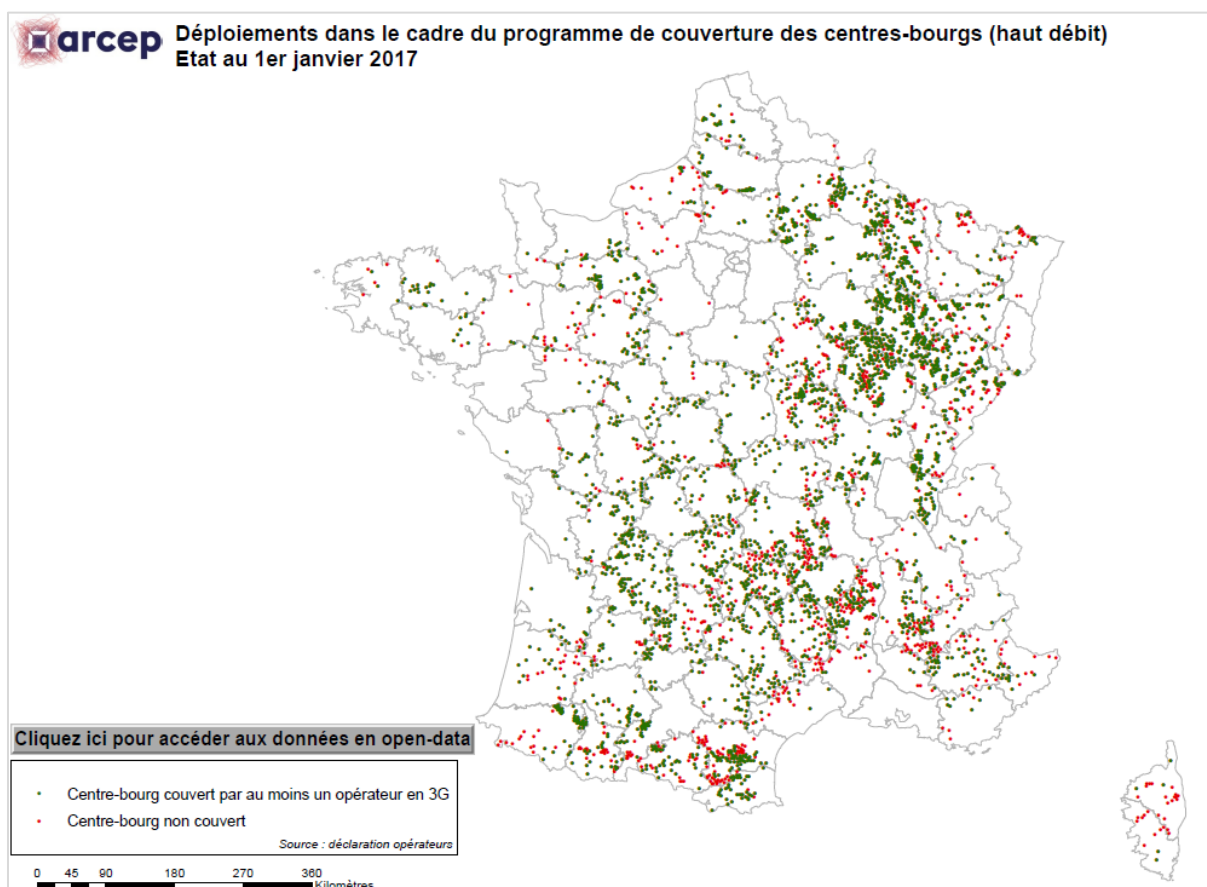 arcep
Déploiements dans le cadre du programme de couverture des centres-bourgs (haut débit)
Etat au 1er janvier 2017
Cliquez ici pour accéder aux données en open-data
Centre-bourg couvert par au moins un opérateur en 3G
Centre-bourg non couvert
Source : déclaration opérateurs
0 45 90 180 270 360
Kilomètres